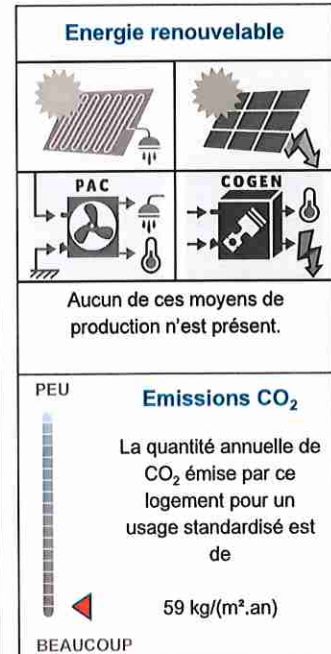 Energie renouvelable
PAC
COGEN
Aucun de ces moyens de
production n'est présent.
PEU
Emissions CO₂
La quantité annuelle de
CO₂ émise par ce
logement pour un
usage standardisé est
de
59 kg/(m².an)
BEAUCOUP